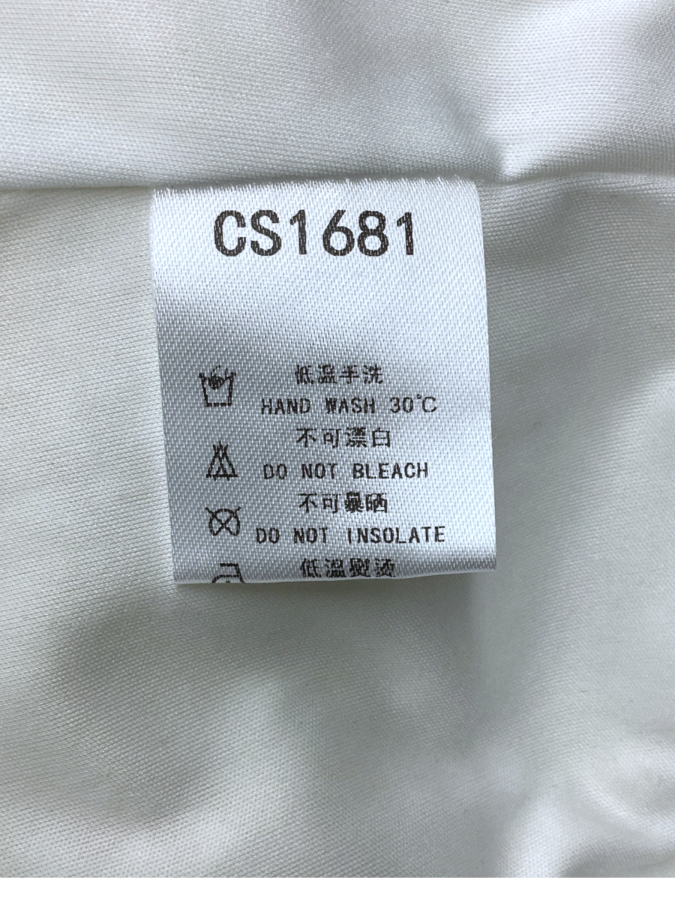 CS1681
低温手洗
HAND WASH 30℃
不可漂白
DO NOT BLEACH
不可暴晒
DO NOT INSOLATE
低温熨烫